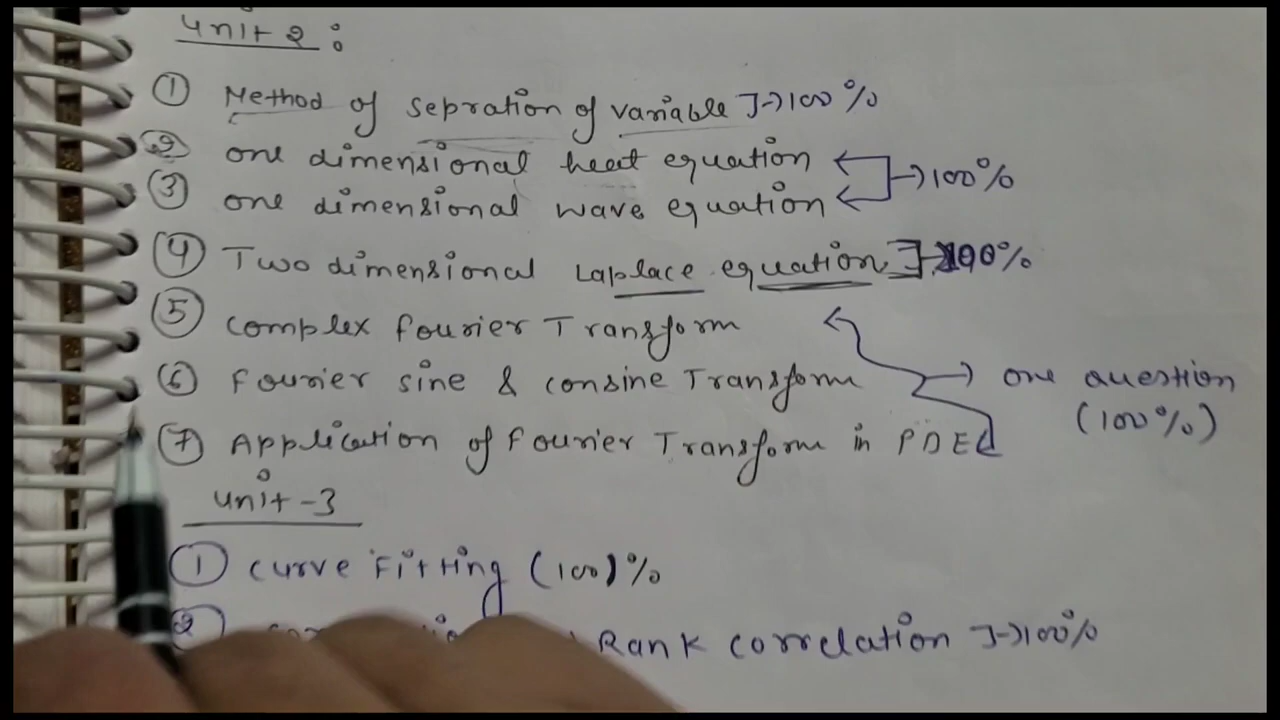 Unit 2 :
① Method of sepration of variable ]→100%
② one dimensional heat equation
③ one dimensional wave equation →100%
④ Two dimensional Laplace equation ]→100%
⑤ complex fourier Transform
⑥ Fourier sine & consine Transform → one question
(100%)
⑦ Application of Fourier Transform in PDE
Unit-3
① curve Fitting (100)%
② Rank correlation ]→100%